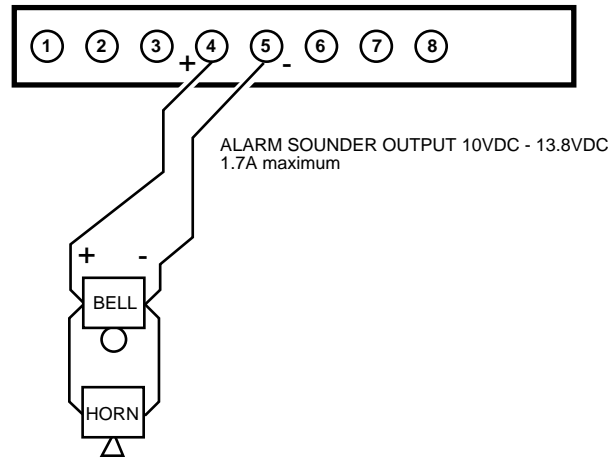 1 2 3 + 4 5 - 6 7 8
ALARM SOUNDER OUTPUT 10VDC - 13.8VDC
1.7A maximum
+ -
BELL
HORN